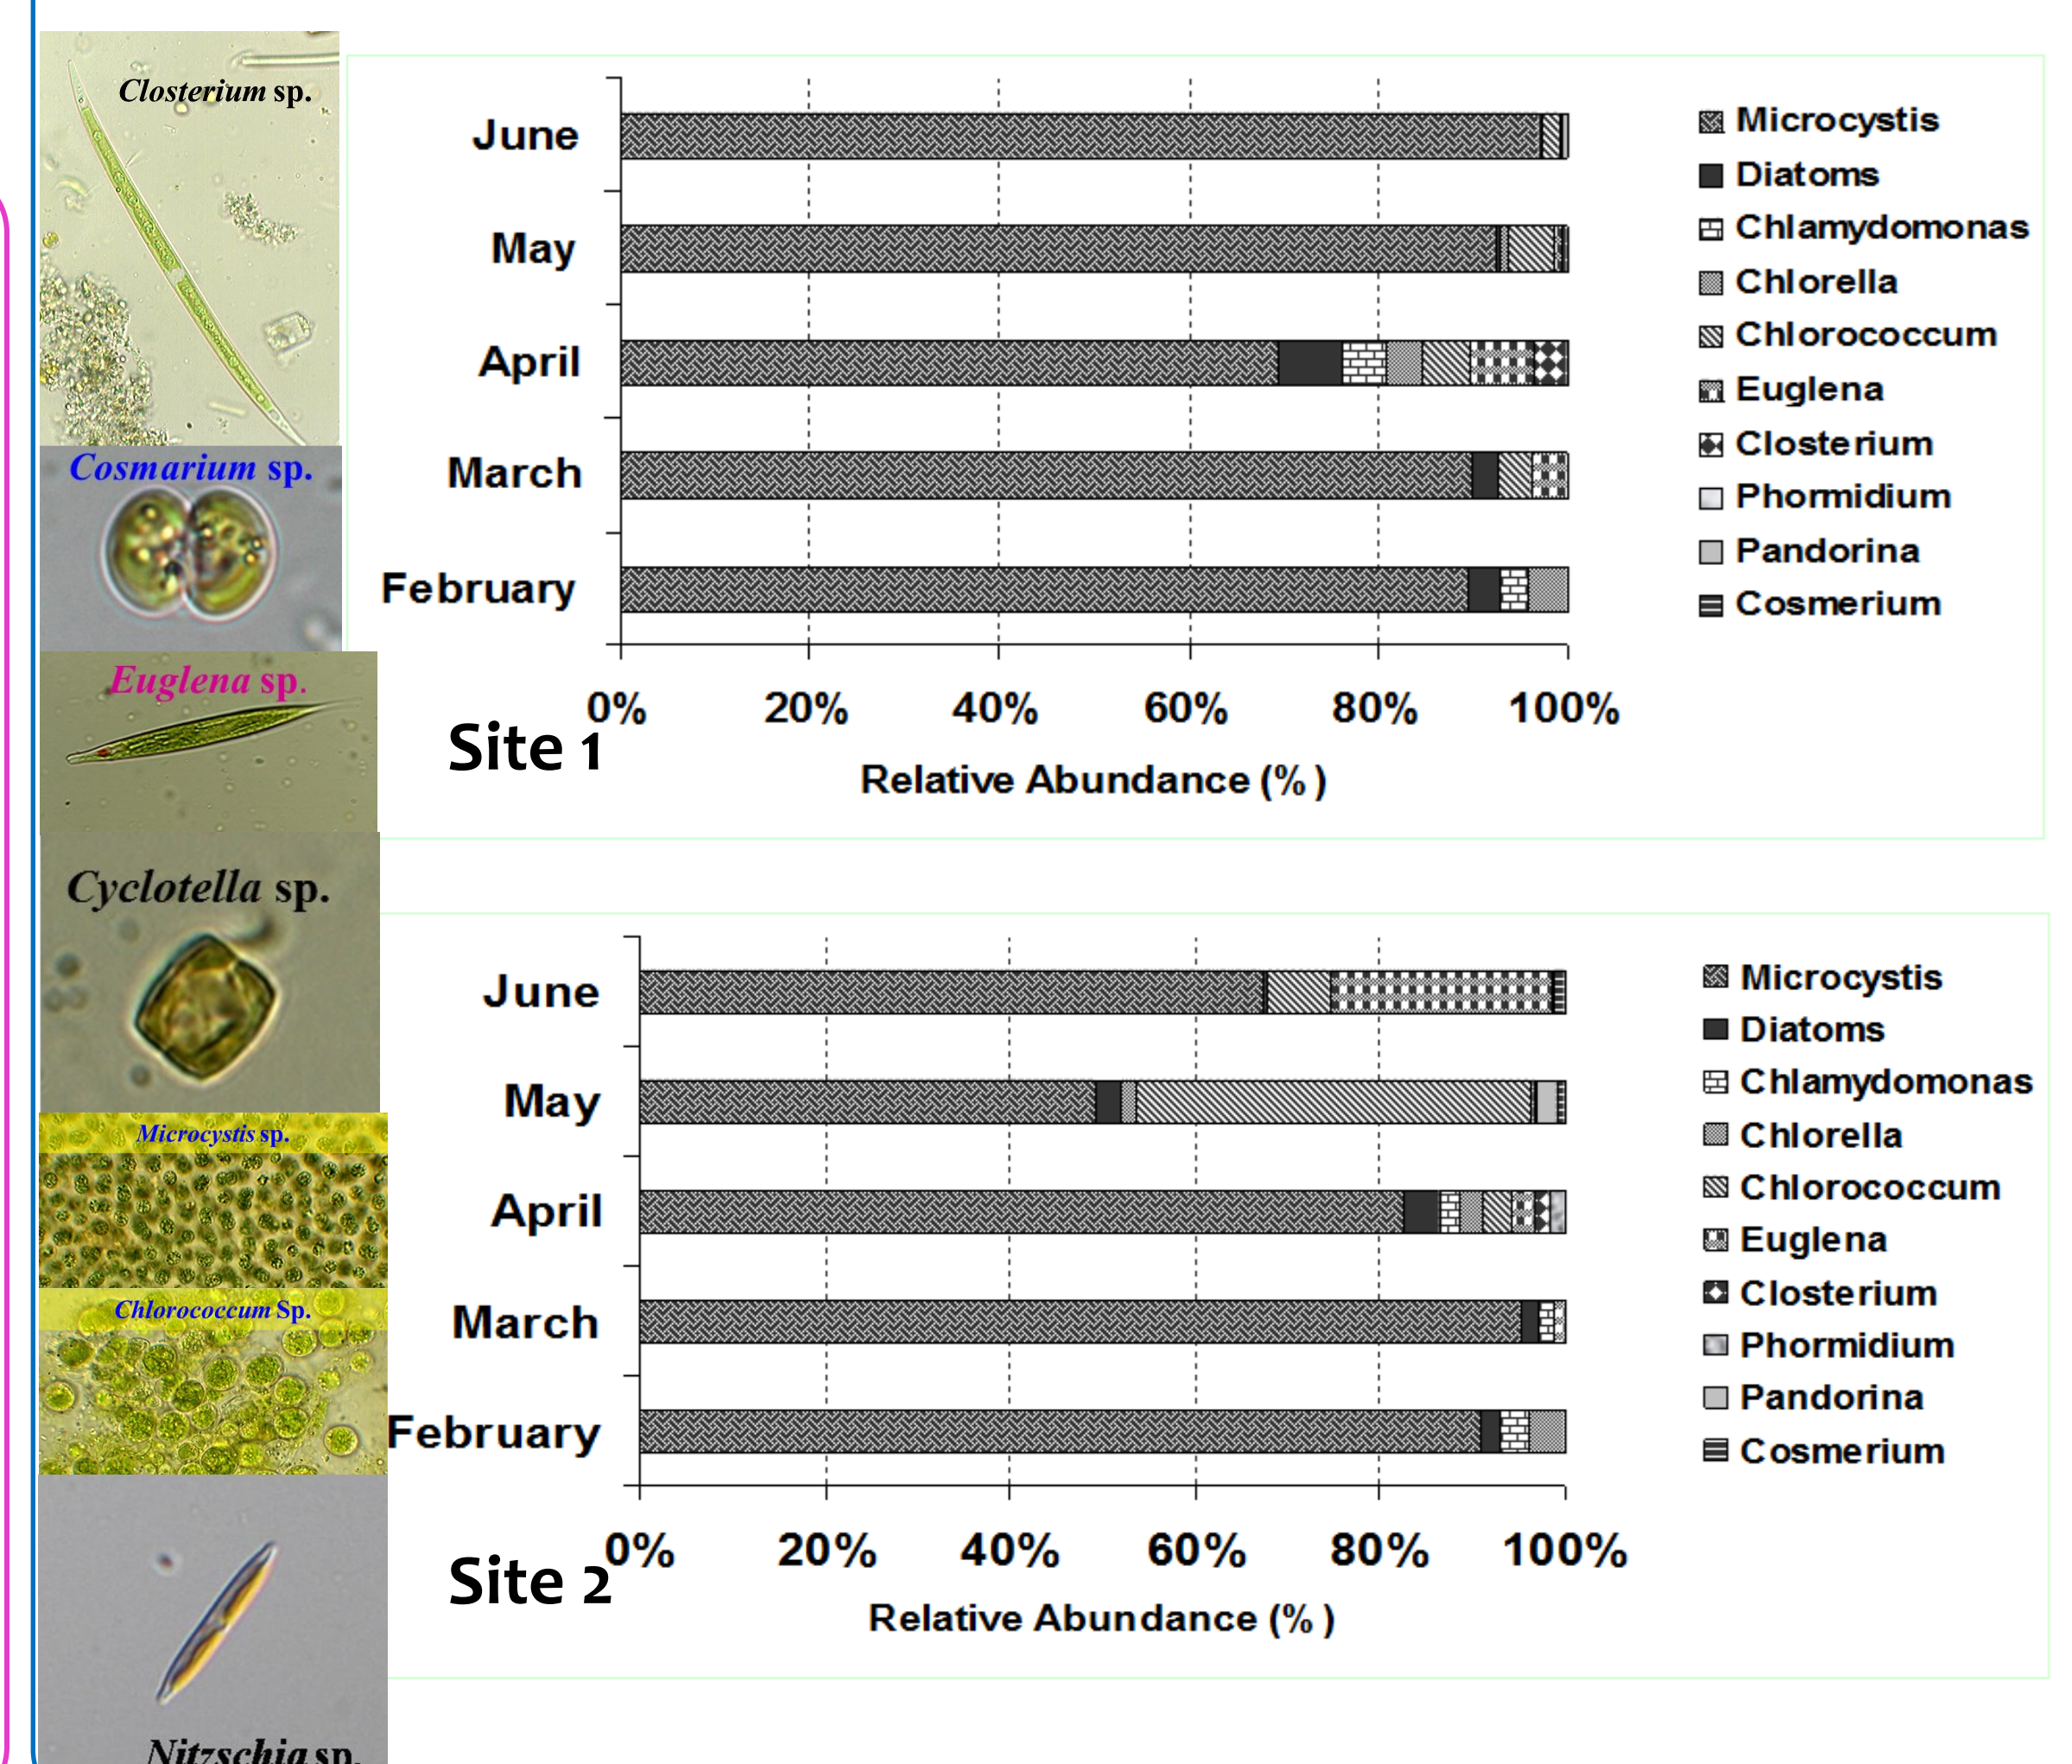 Closterium sp.
Cosmarium sp.
Euglena sp.
Cyclotella sp.
Microcystis sp.
Chlorococcum Sp.
Nitzschia sp.
June
May
April
March
February
0% 20% 40% 60% 80% 100%
Site 1
Relative Abundance (%)
Microcystis
Diatoms
Chlamydomonas
Chlorella
Chlorococcum
Euglena
Closterium
Phormidium
Pandorina
Cosmerium
June
May
April
March
February
0% 20% 40% 60% 80% 100%
Site 2
Relative Abundance (%)
Microcystis
Diatoms
Chlamydomonas
Chlorella
Chlorococcum
Euglena
Closterium
Phormidium
Pandorina
Cosmerium